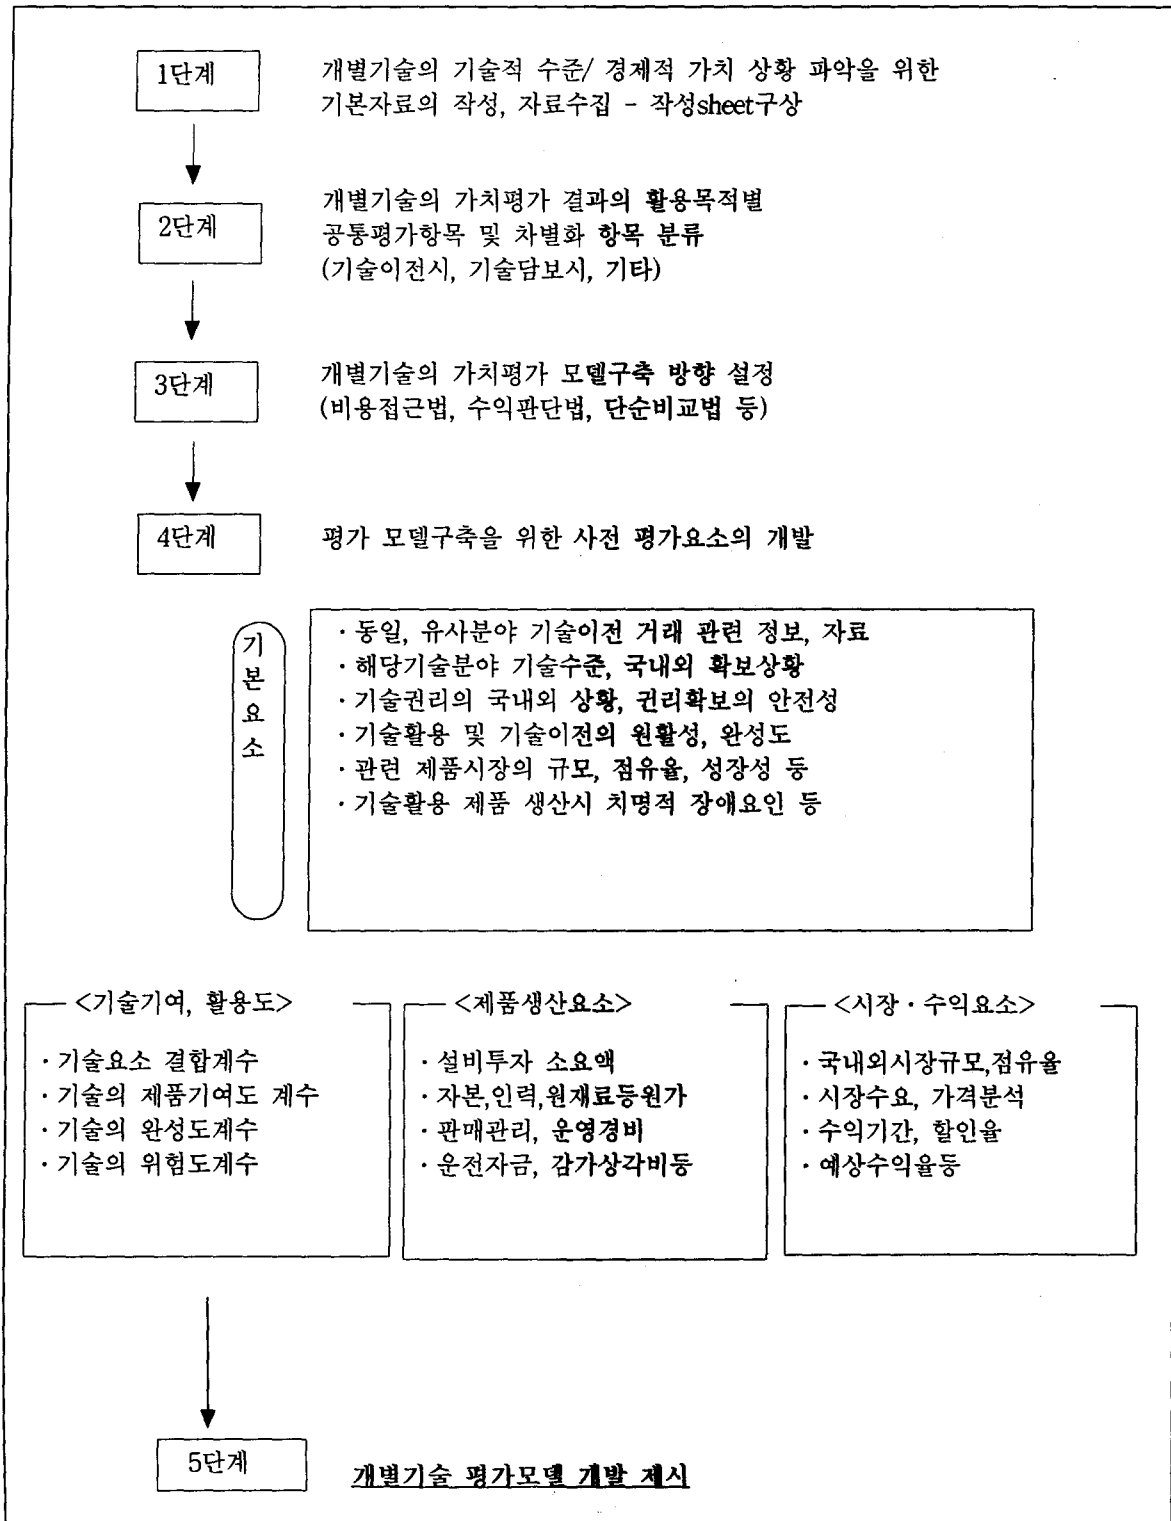 1단계
개별기술의 기술적 수준/ 경제적 가치 상황 파악을 위한
기본자료의 작성, 자료수집 - 작성sheet구상
2단계
개별기술의 가치평가 결과의 활용목적별
공통평가항목 및 차별화 항목 분류
(기술이전시, 기술담보시, 기타)
3단계
개별기술의 가치평가 모델구축 방향 설정
(비용접근법, 수익판단법, 단순비교법 등)
4단계
평가 모델구축을 위한 사전 평가요소의 개발
기
본
요
소
· 동일, 유사분야 기술이전 거래 관련 정보, 자료
· 해당기술분야 기술수준, 국내외 확보상황
· 기술권리의 국내외 상황, 권리확보의 안전성
· 기술활용 및 기술이전의 원활성, 완성도
· 관련 제품시장의 규모, 점유율, 성장성 등
· 기술활용 제품 생산시 치명적 장애요인 등
<기술기여, 활용도>
· 기술요소 결합계수
· 기술의 제품기여도 계수
· 기술의 완성도계수
· 기술의 위험도계수
<제품생산요소>
· 설비투자 소요액
· 자본,인력,원재료등원가
· 판매관리, 운영경비
· 운전자금, 감가상각비등
<시장 · 수익요소>
· 국내외시장규모,점유율
· 시장수요, 가격분석
· 수익기간, 할인율
· 예상수익율등
5단계
개별기술 평가모델 개발 제시